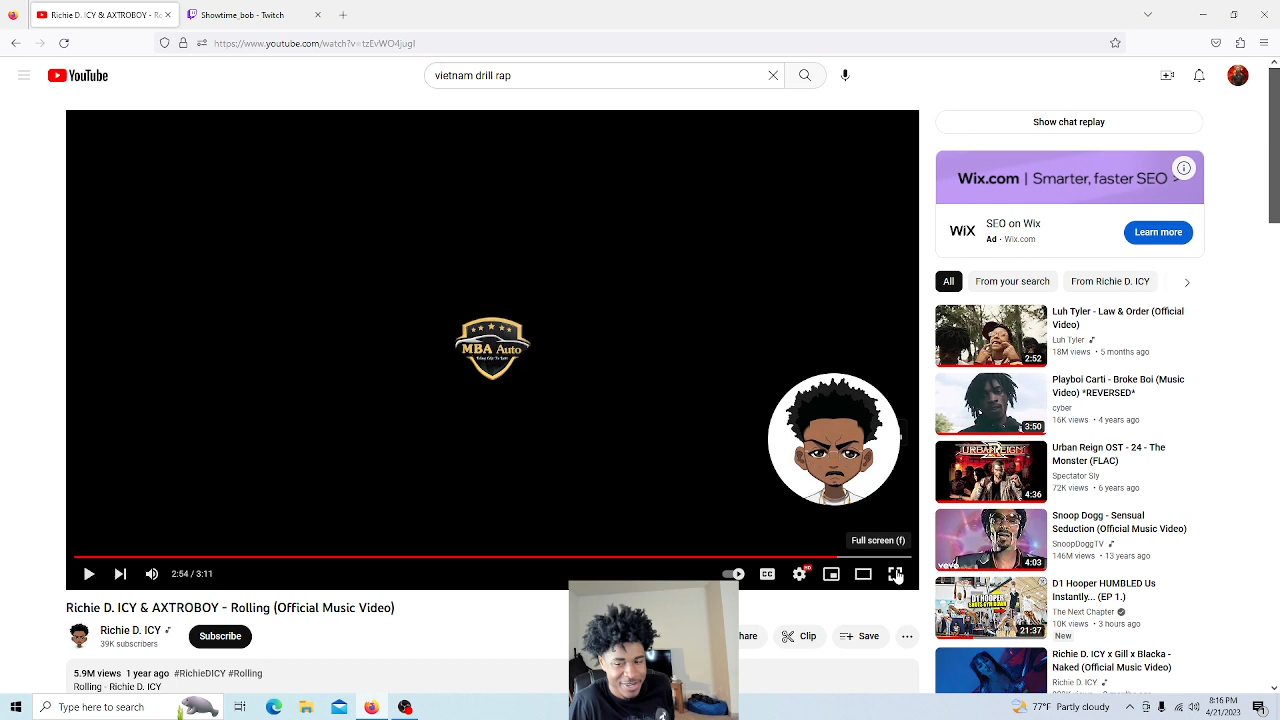 Richie D. ICY & AXTROBOY - Ro
Shoventhey_bob - Twitch
https://www.youtube.com/watch?v=tzEvWO4jugI
YouTube
vietnam drill rap
MBA Auto
Full screen (f)
2:54 / 3:11
CC
HD
Richie D. ICY & AXTROBOY - Rolling (Official Music Video)
Richie D. ICY
39K subscribers
Subscribe
hare
Clip
Save
5.9M views 1 year ago #RichieDICY #Rolling
Rolling - Richie D. ICY
Show chat replay
Wix.com | Smarter, faster SEO >
WiX
SEO on Wix
Ad · Wix.com
Learn more
All
From your search
From Richie D. ICY
2:52
Luh Tyler - Law & Order (Official
Video)
Luh Tyler
18M views • 5 months ago
3:50
Playboi Carti - Broke Boi (Music
Video) *REVERSED*
cyber
16K views • 4 years ago
URBAN REIGN
4:36
Urban Reign OST - 24 - The
Monster (FLAC)
Spectator Sly
72K views • 6 years ago
vevo
4:03
Snoop Dogg - Sensual
Seduction (Official Music Video)
SnoopDoggTV
146M views • 13 years ago
21:37
D1 Hooper HUMBLED Us
Instantly... (EP 1.)
The Next Chapter
10K views • 3 hours ago
New
Richie D. ICY x Gill x Blacka -
Naked (Official Music Video)
Richie D. ICY
Type here to search
77°F Partly cloudy
8:16 PM
4/21/2023